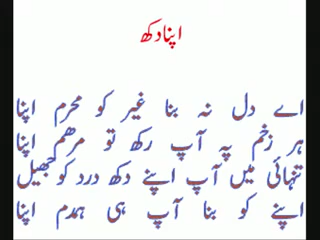 اپنا دکھ
اے دل نہ بنا غیر کو محرم اپنا
ہر زخم پہ آپ رکھ تو مرھم اپنا
تنہائی میں آپ اپنے دکھ درد کو جھیل
اپنے کو بنا آپ ہی ہمدم اپنا